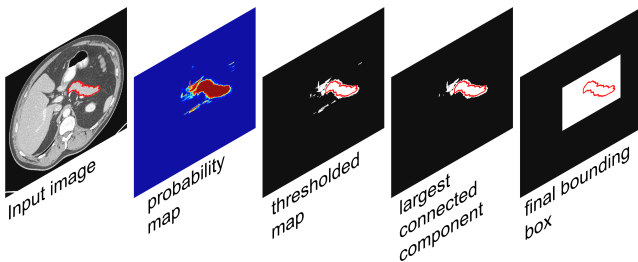 Input image
probability
map
thresholded
map
largest
connected
component
final bounding
box